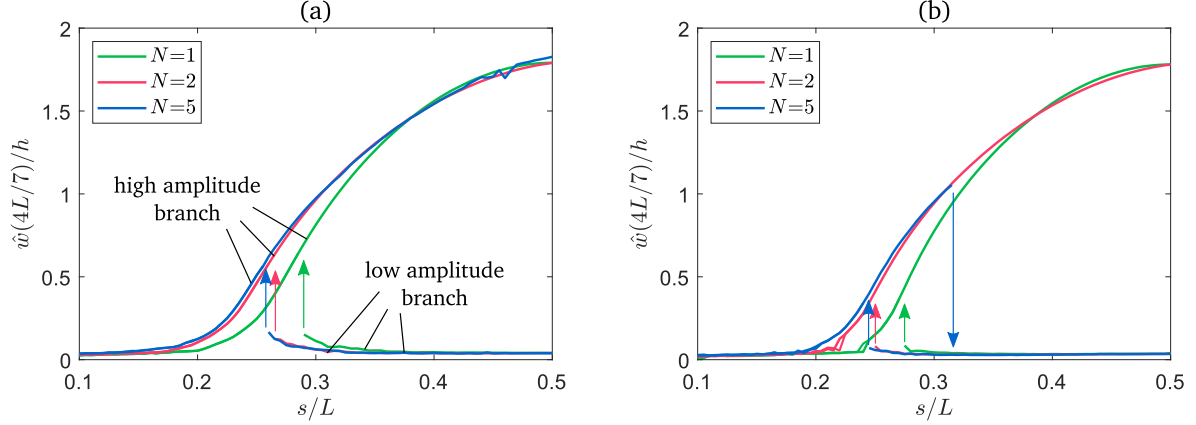 (a)
2
1.5
1
0.5
0
ŵ(4L/7)/h
N=1
N=2
N=5
high amplitude
branch
low amplitude
branch
0.1 0.2 0.3 0.4 0.5
s/L
(b)
2
1.5
1
0.5
0
ŵ(4L/7)/h
N=1
N=2
N=5
0.1 0.2 0.3 0.4 0.5
s/L